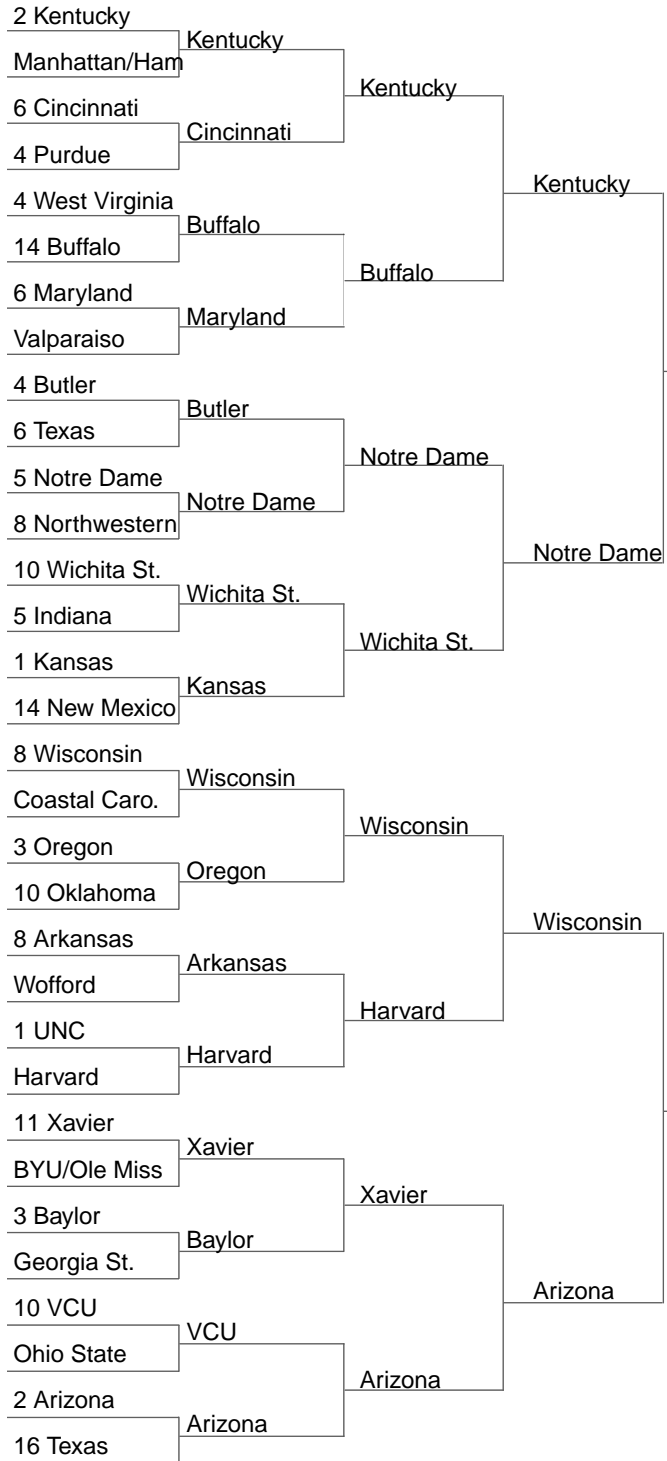 2 Kentucky
Manhattan/Ham
6 Cincinnati
4 Purdue
4 West Virginia
14 Buffalo
6 Maryland
Valparaiso
4 Butler
6 Texas
5 Notre Dame
8 Northwestern
10 Wichita St.
5 Indiana
1 Kansas
14 New Mexico
8 Wisconsin
Coastal Caro.
3 Oregon
10 Oklahoma
8 Arkansas
Wofford
1 UNC
Harvard
11 Xavier
BYU/Ole Miss
3 Baylor
Georgia St.
10 VCU
Ohio State
2 Arizona
16 Texas
Kentucky
Cincinnati
Buffalo
Maryland
Butler
Notre Dame
Wichita St.
Kansas
Wisconsin
Oregon
Arkansas
Harvard
Xavier
Baylor
VCU
Arizona
Kentucky
Buffalo
Notre Dame
Wichita St.
Wisconsin
Harvard
Xavier
Arizona
Kentucky
Notre Dame
Wisconsin
Arizona